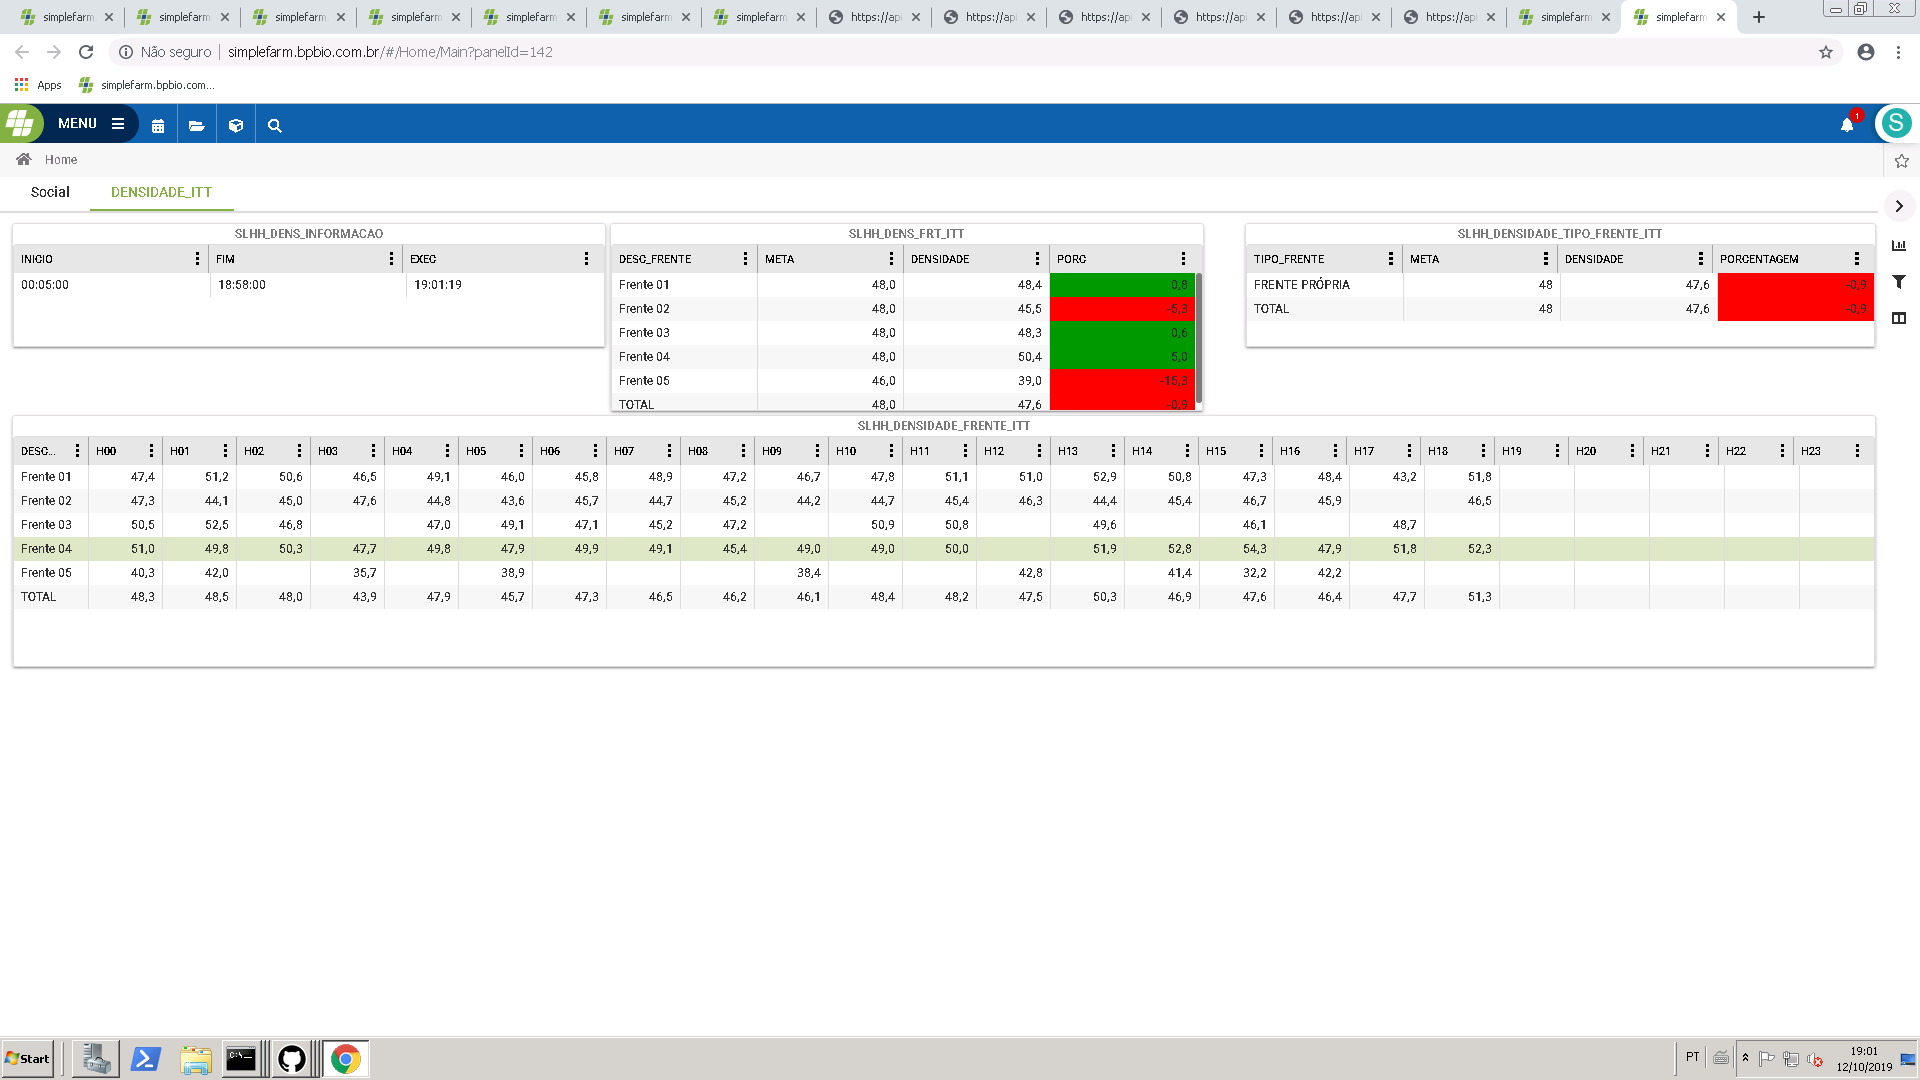 simplefarm simplefarm simplefarm simplefarm simplefarm simplefarm simplefarm https://api https://api https://api https://api https://api https://api simplefarm simplefarm
Não seguro simplefarm.bpbio.com.br/#/Home/Main?panelId=142
Apps simplefarm.bpbio.com...
MENU 1 S
Home
Social DENSIDADE_ITT
SLHH_DENS_INFORMACAO
INICIO FIM EXEC
00:05:00 18:58:00 19:01:19
SLHH_DENS_FRT_ITT
DESC_FRENTE META DENSIDADE PORC
Frente 01 48,0 48,4 0,8
Frente 02 48,0 45,5 -5,3
Frente 03 48,0 48,3 0,6
Frente 04 48,0 50,4 5,0
Frente 05 46,0 39,0 -15,3
TOTAL 48,0 47,6 -0,9
SLHH_DENSIDADE_TIPO_FRENTE_ITT
TIPO_FRENTE META DENSIDADE PORCENTAGEM
FRENTE PRÓPRIA 48 47,6 -0,9
TOTAL 48 47,6 -0,9
SLHH_DENSIDADE_FRENTE_ITT
DESC... H00 H01 H02 H03 H04 H05 H06 H07 H08 H09 H10 H11 H12 H13 H14 H15 H16 H17 H18 H19 H20 H21 H22 H23
Frente 01 47,4 51,2 50,6 46,5 49,1 46,0 45,8 48,9 47,2 46,7 47,8 51,1 51,0 52,9 50,8 47,3 48,4 43,2 51,8
Frente 02 47,3 44,1 45,0 47,6 44,8 43,6 45,7 44,7 45,2 44,2 44,7 45,4 46,3 44,4 45,4 46,7 45,9 46,5
Frente 03 50,5 52,5 46,8 47,0 49,1 47,1 45,2 47,2 50,9 50,8 49,6 46,1 48,7
Frente 04 51,0 49,8 50,3 47,7 49,8 47,9 49,9 49,1 45,4 49,0 49,0 50,0 51,9 52,8 54,3 47,9 51,8 52,3
Frente 05 40,3 42,0 35,7 38,9 38,4 42,8 41,4 32,2 42,2
TOTAL 48,3 48,5 48,0 43,9 47,9 45,7 47,3 46,5 46,2 46,1 48,4 48,2 47,5 50,3 46,9 47,6 46,4 47,7 51,3
Start PT 19:01
12/10/2019